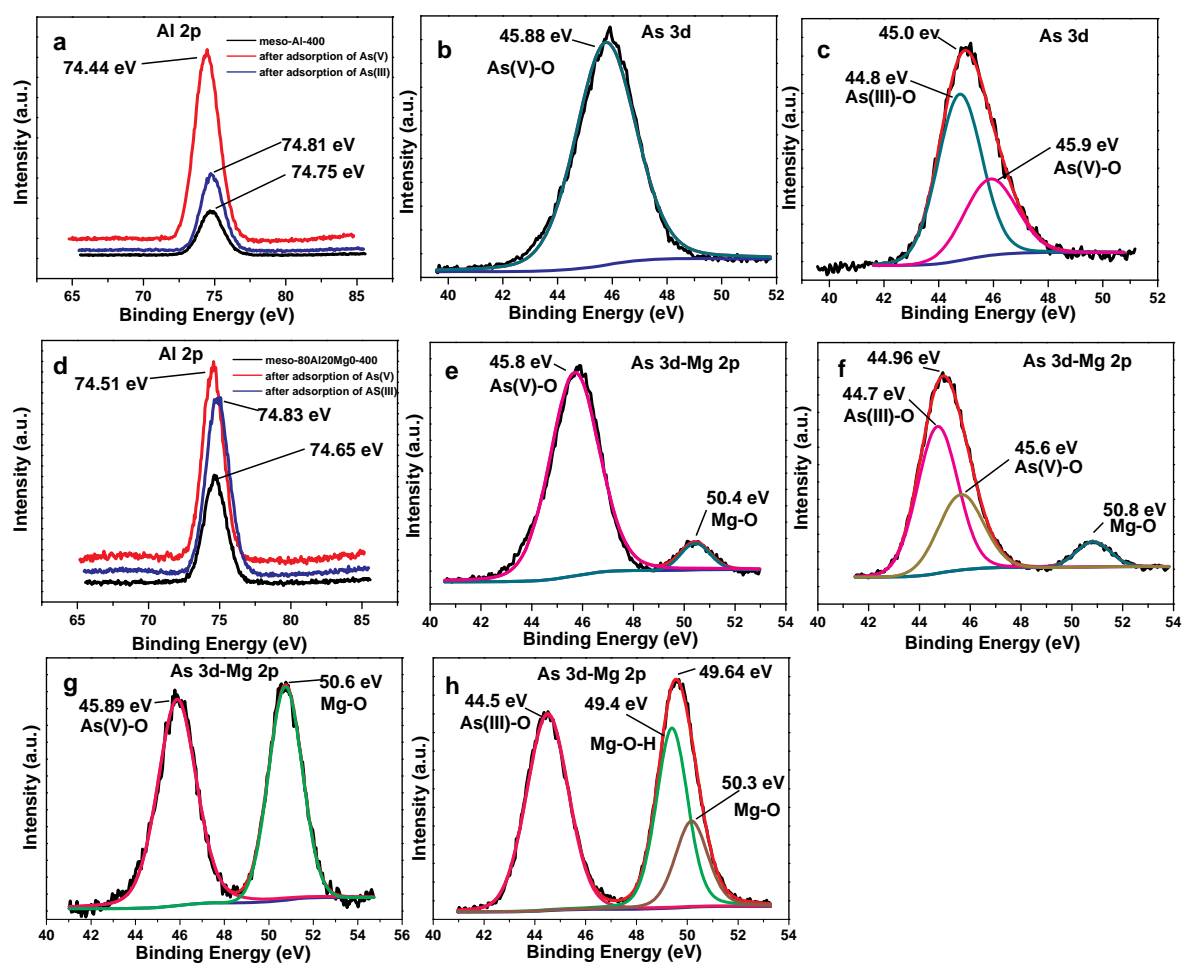 a
Al 2p
meso-Al-400
after adsorption of As(V)
after adsorption of As(III)
74.44 eV
74.81 eV
74.75 eV
Intensity (a.u.)
65 70 75 80 85
Binding Energy (eV)
b
As 3d
45.88 eV
As(V)-O
Intensity (a.u.)
40 42 44 46 48 50 52
Binding Energy (eV)
c
As 3d
45.0 eV
44.8 eV
As(III)-O
45.9 eV
As(V)-O
Intensity (a.u.)
40 42 44 46 48 50 52
Binding Energy (eV)
d
Al 2p
meso-80Al20Mg0-400
after adsorption of As(V)
after adsorption of AS(III)
74.51 eV
74.83 eV
74.65 eV
Intensity (a.u.)
65 70 75 80 85
Binding Energy (eV)
e
As 3d-Mg 2p
45.8 eV
As(V)-O
50.4 eV
Mg-O
Intensity (a.u.)
40 42 44 46 48 50 52 54
Binding Energy (eV)
f
As 3d-Mg 2p
44.96eV
44.7 eV
As(III)-O
45.6 eV
As(V)-O
50.8 eV
Mg-O
Intensity (a.u.)
40 42 44 46 48 50 52 54
Binding Energy (eV)
g
As 3d-Mg 2p
45.89 eV
As(V)-O
50.6 eV
Mg-O
Intensity (a.u.)
40 42 44 46 48 50 52 54 56
Binding Energy (eV)
h
As 3d-Mg 2p
44.5 eV
As(III)-O
49.64 eV
49.4 eV
Mg-O-H
50.3 eV
Mg-O
Intensity (a.u.)
40 42 44 46 48 50 52 54
Binding Energy (eV)